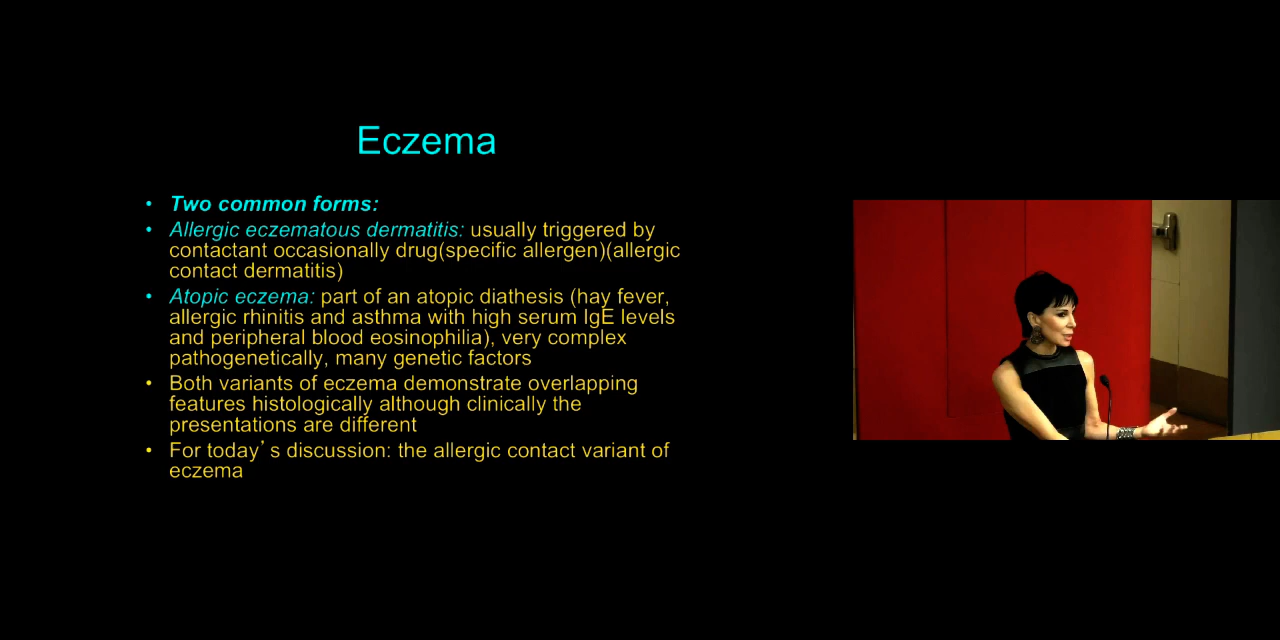 Eczema
• Two common forms:
• Allergic eczematous dermatitis: usually triggered by
contactant occasionally drug(specific allergen)(allergic
contact dermatitis)
• Atopic eczema: part of an atopic diathesis (hay fever,
allergic rhinitis and asthma with high serum IgE levels
and peripheral blood eosinophilia), very complex
pathogenetically, many genetic factors
• Both variants of eczema demonstrate overlapping
features histologically although clinically the
presentations are different
• For today’ s discussion: the allergic contact variant of
eczema